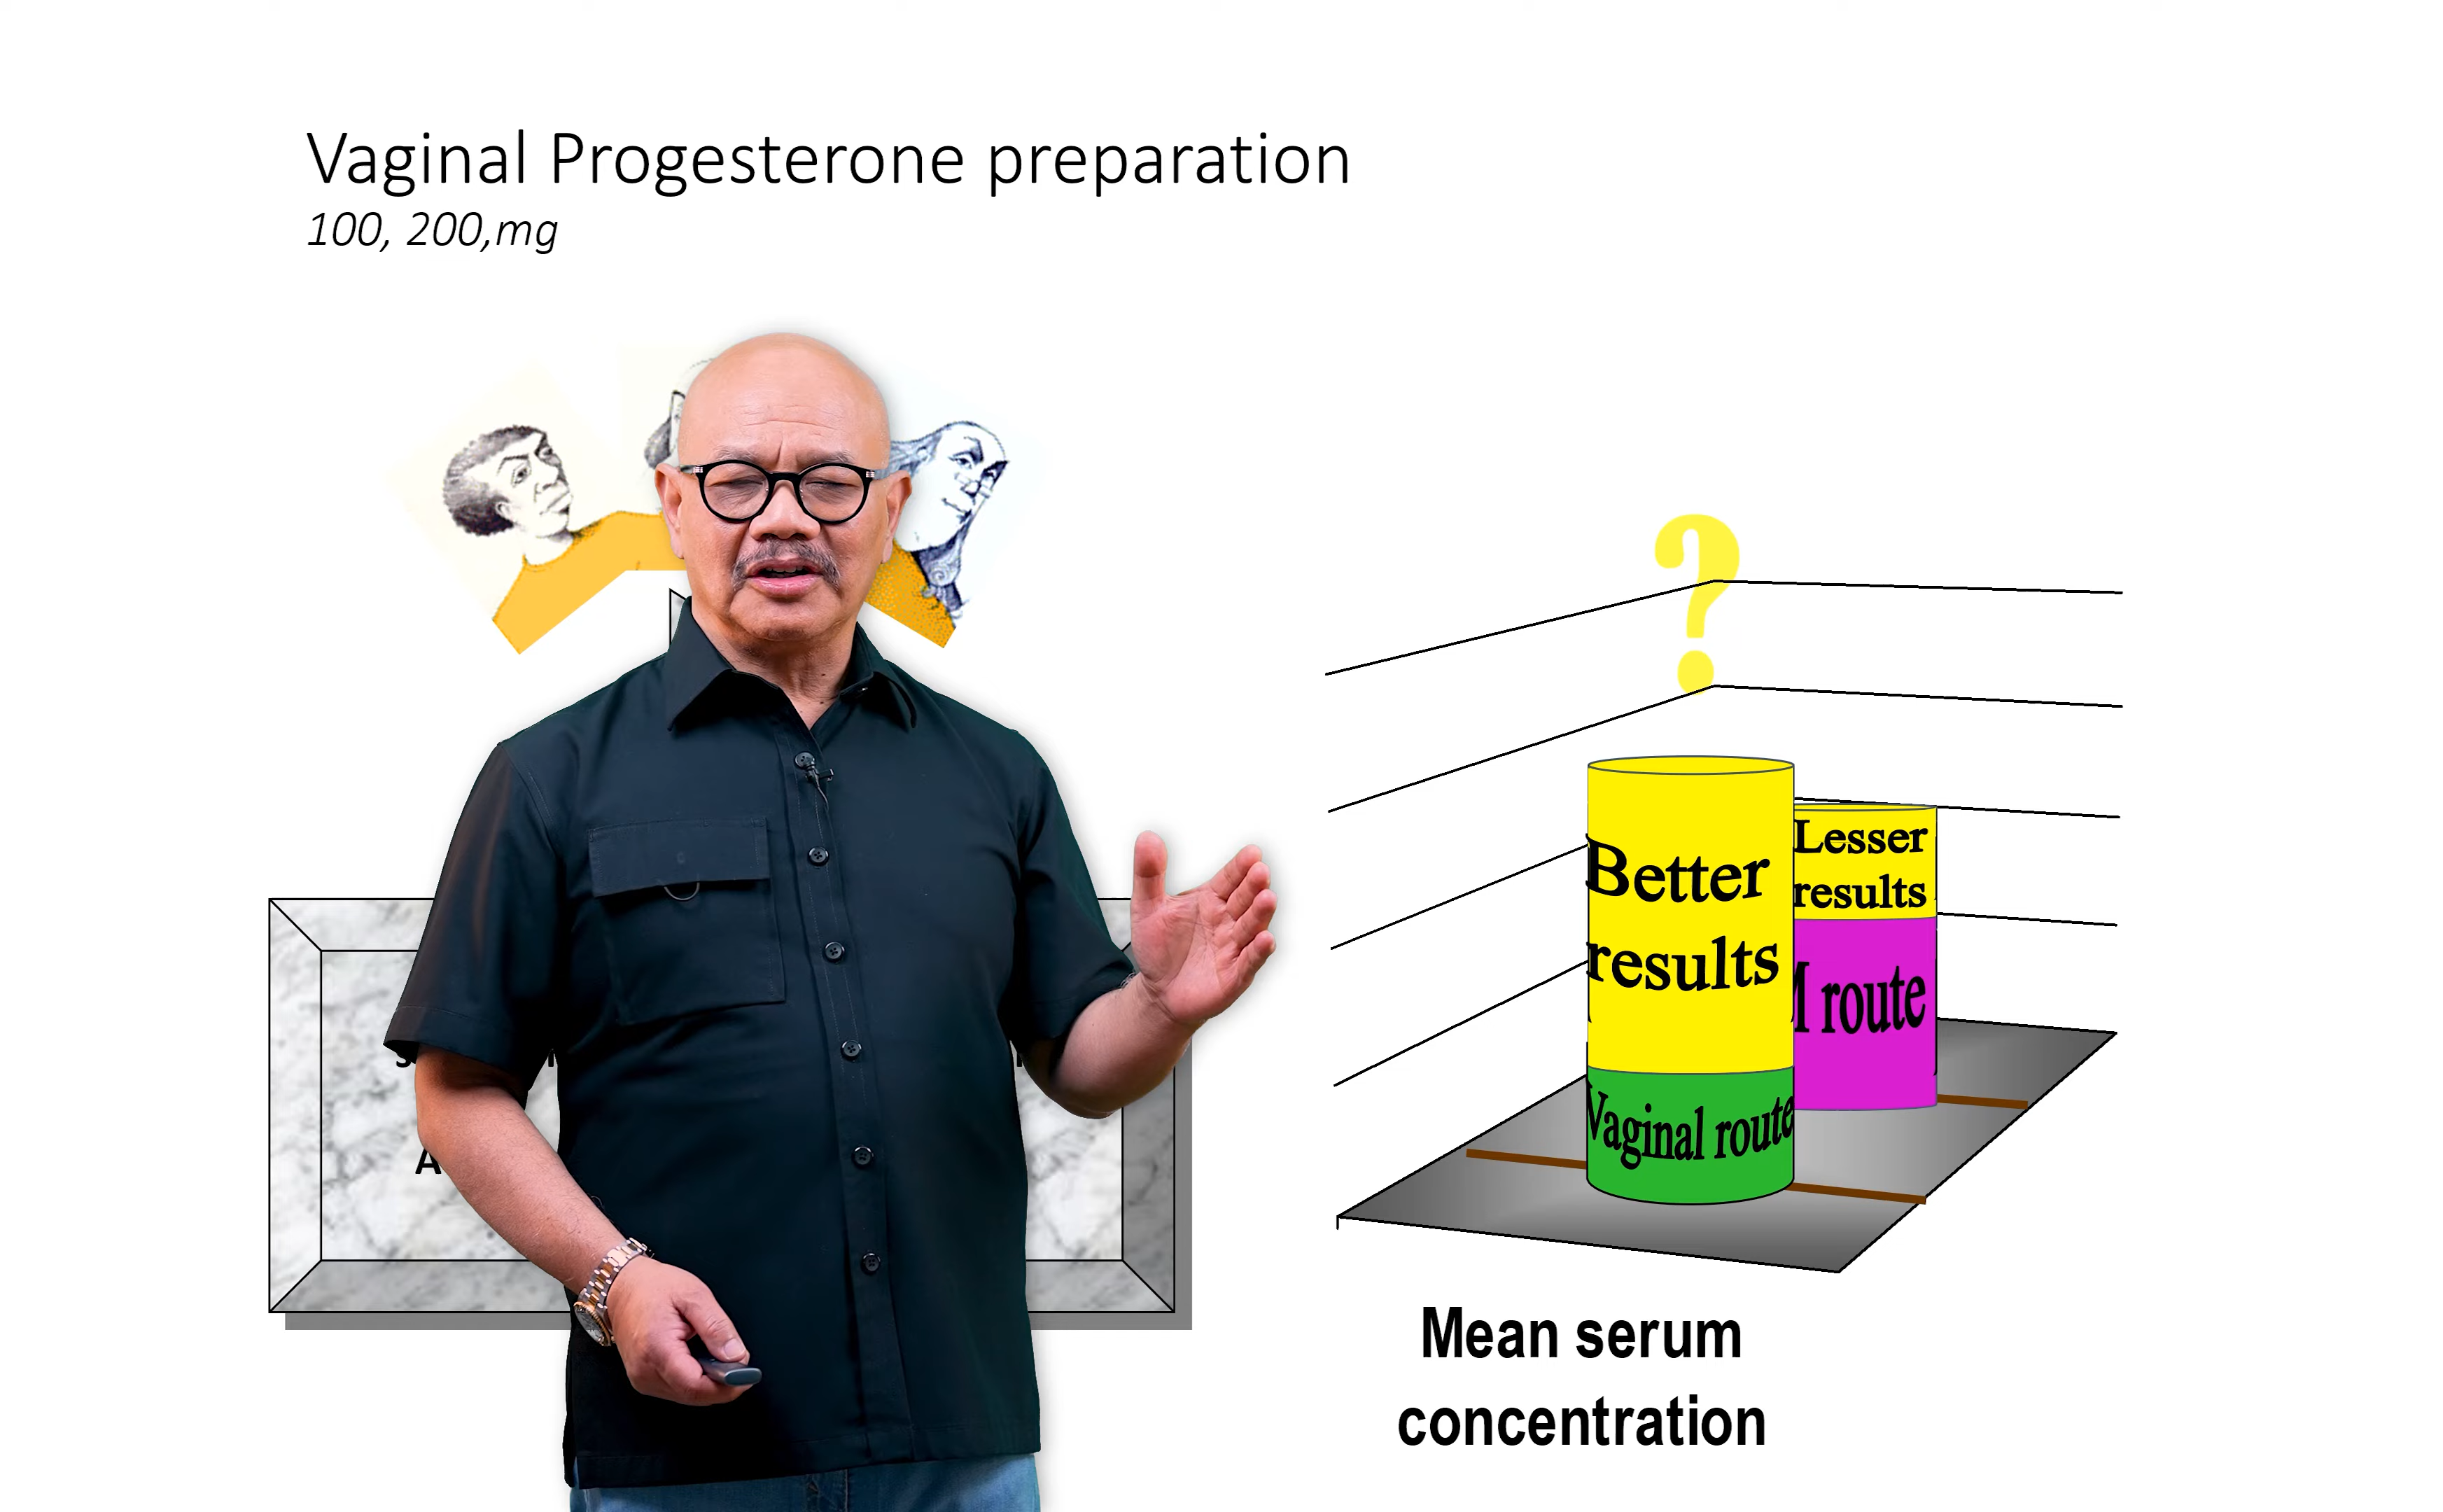 Vaginal Progesterone preparation
100, 200,mg
Better
results
Vaginal route
Lesser
results
route
Mean serum
concentration